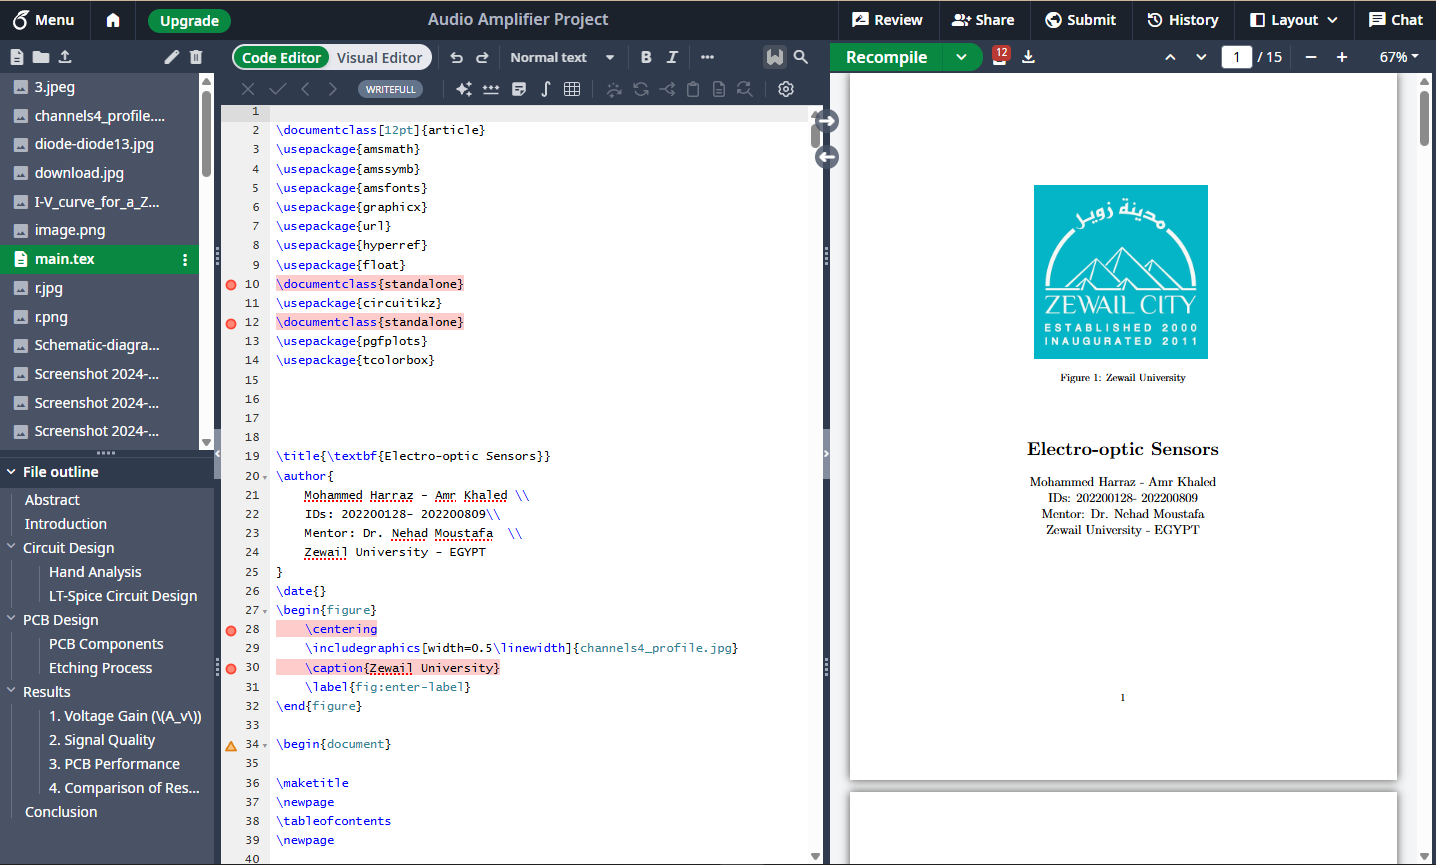 Menu
Upgrade
Audio Amplifier Project
Review
Share
Submit
History
Layout
Chat
Code Editor
Visual Editor
Normal text
B
I
Recompile
12
1
/ 15
67%
WRITEFULL
3.jpeg
channels4_profile....
diode-diode13.jpg
download.jpg
I-V_curve_for_a_Z...
image.png
main.tex
r.jpg
r.png
Schematic-diagra...
Screenshot 2024-...
Screenshot 2024-...
Screenshot 2024-...
File outline
Abstract
Introduction
Circuit Design
Hand Analysis
LT-Spice Circuit Design
PCB Design
PCB Components
Etching Process
Results
1. Voltage Gain (\(A_v\))
2. Signal Quality
3. PCB Performance
4. Comparison of Res...
Conclusion
1
2 \documentclass[12pt]{article}
3 \usepackage{amsmath}
4 \usepackage{amssymb}
5 \usepackage{amsfonts}
6 \usepackage{graphicx}
7 \usepackage{url}
8 \usepackage{hyperref}
9 \usepackage{float}
10 \documentclass{standalone}
11 \usepackage{circuitikz}
12 \documentclass{standalone}
13 \usepackage{pgfplots}
14 \usepackage{tcolorbox}
15
16
17
18
19 \title{\textbf{Electro-optic Sensors}}
20 \author{
21 Mohammed Harraz - Amr Khaled \\
22 IDs: 202200128- 202200809\\
23 Mentor: Dr. Nehad Moustafa \\
24 Zewail University - EGYPT
25 }
26 \date{}
27 \begin{figure}
28 \centering
29 \includegraphics[width=0.5\linewidth]{channels4_profile.jpg}
30 \caption{Zewail University}
31 \label{fig:enter-label}
32 \end{figure}
33
34 \begin{document}
35
36 \maketitle
37 \newpage
38 \tableofcontents
39 \newpage
40
مدينة زويل
ZEWAIL CITY
ESTABLISHED 2000
INAUGURATED 2011
Figure 1: Zewail University
Electro-optic Sensors
Mohammed Harraz - Amr Khaled
IDs: 202200128- 202200809
Mentor: Dr. Nehad Moustafa
Zewail University - EGYPT
1